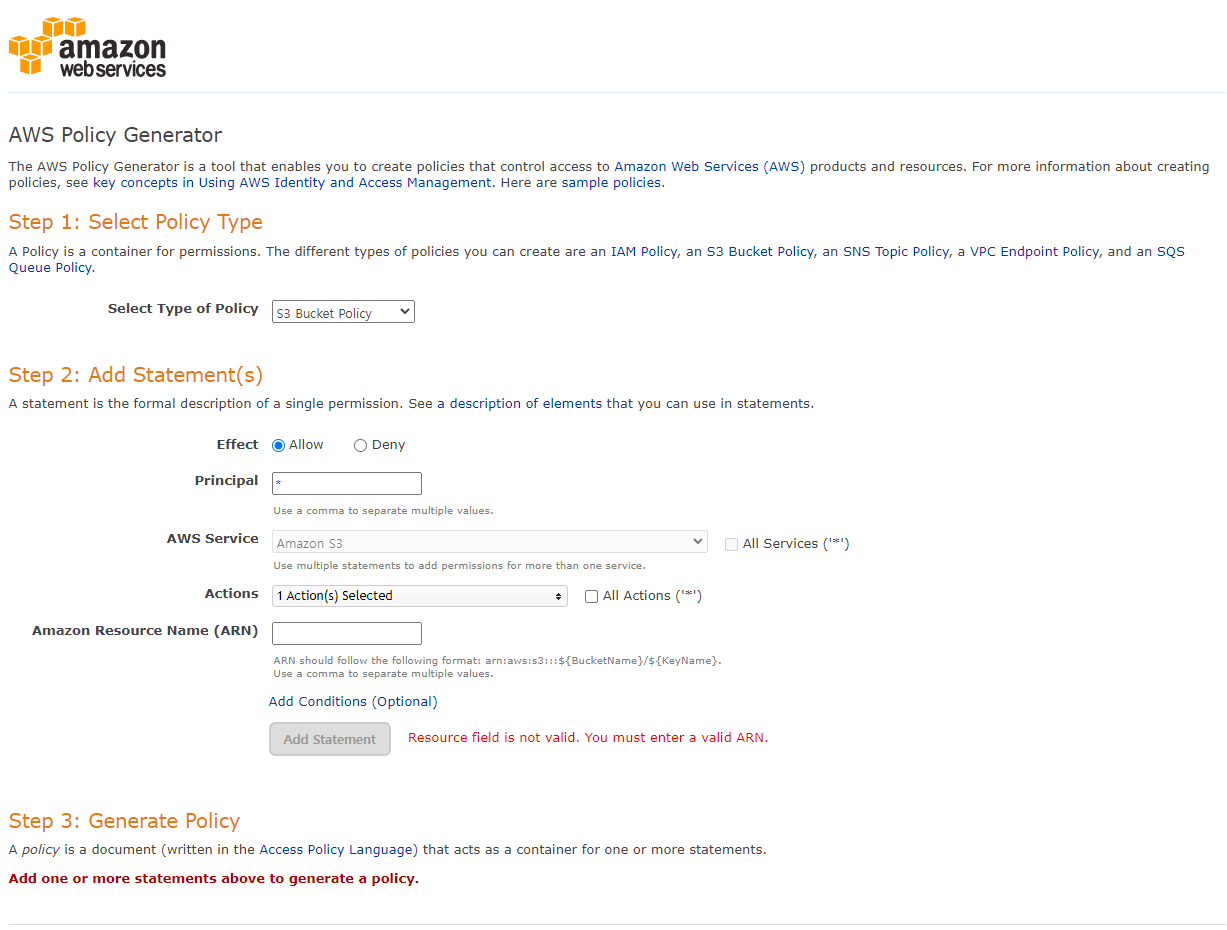 amazon
webservices
AWS Policy Generator
The AWS Policy Generator is a tool that enables you to create policies that control access to Amazon Web Services (AWS) products and resources. For more information about creating
policies, see key concepts in Using AWS Identity and Access Management. Here are sample policies.
Step 1: Select Policy Type
A Policy is a container for permissions. The different types of policies you can create are an IAM Policy, an S3 Bucket Policy, an SNS Topic Policy, a VPC Endpoint Policy, and an SQS
Queue Policy.
Select Type of Policy S3 Bucket Policy
Step 2: Add Statement(s)
A statement is the formal description of a single permission. See a description of elements that you can use in statements.
Effect Allow Deny
Principal *
Use a comma to separate multiple values.
AWS Service Amazon S3 All Services ('*')
Use multiple statements to add permissions for more than one service.
Actions 1 Action(s) Selected All Actions ('*')
Amazon Resource Name (ARN)
ARN should follow the following format: arn:aws:s3:::${BucketName}/${KeyName}.
Use a comma to separate multiple values.
Add Conditions (Optional)
Add Statement Resource field is not valid. You must enter a valid ARN.
Step 3: Generate Policy
A policy is a document (written in the Access Policy Language) that acts as a container for one or more statements.
Add one or more statements above to generate a policy.